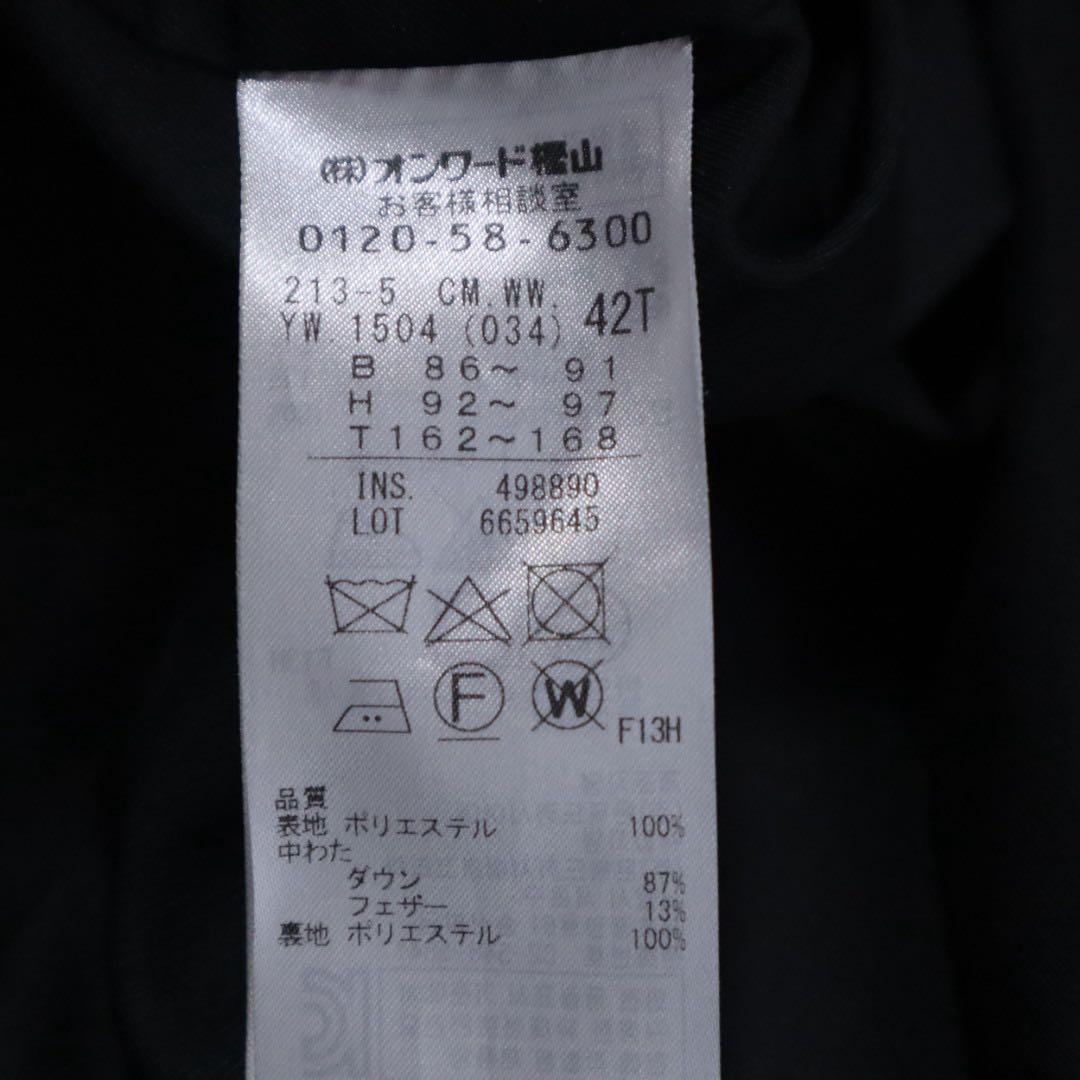 (株)オンワード樫山
お客様相談室
0120-58-6300
213-5 CM.WW.
YW.1504 (034) 42T
B 86～ 91
H 92～ 97
T162～168
INS. 498890
LOT 6659645
F W F13H
品質
表地 ポリエステル 100%
中わた
ダウン 87%
フェザー 13%
裏地 ポリエステル 100%